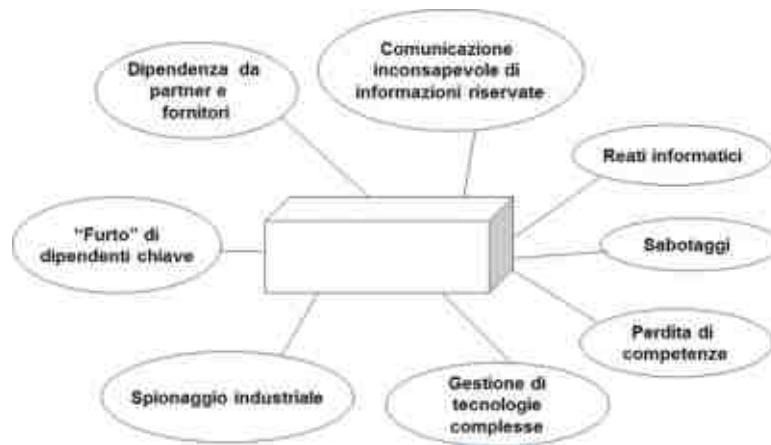 Dipendenza da
partner e
fornitori
Comunicazione
inconsapevole di
informazioni riservate
Reati informatici
"Furto" di
dipendenti chiave
Sabotaggi
Perdita di
competenze
Spionaggio industriale
Gestione di
tecnologie
complesse